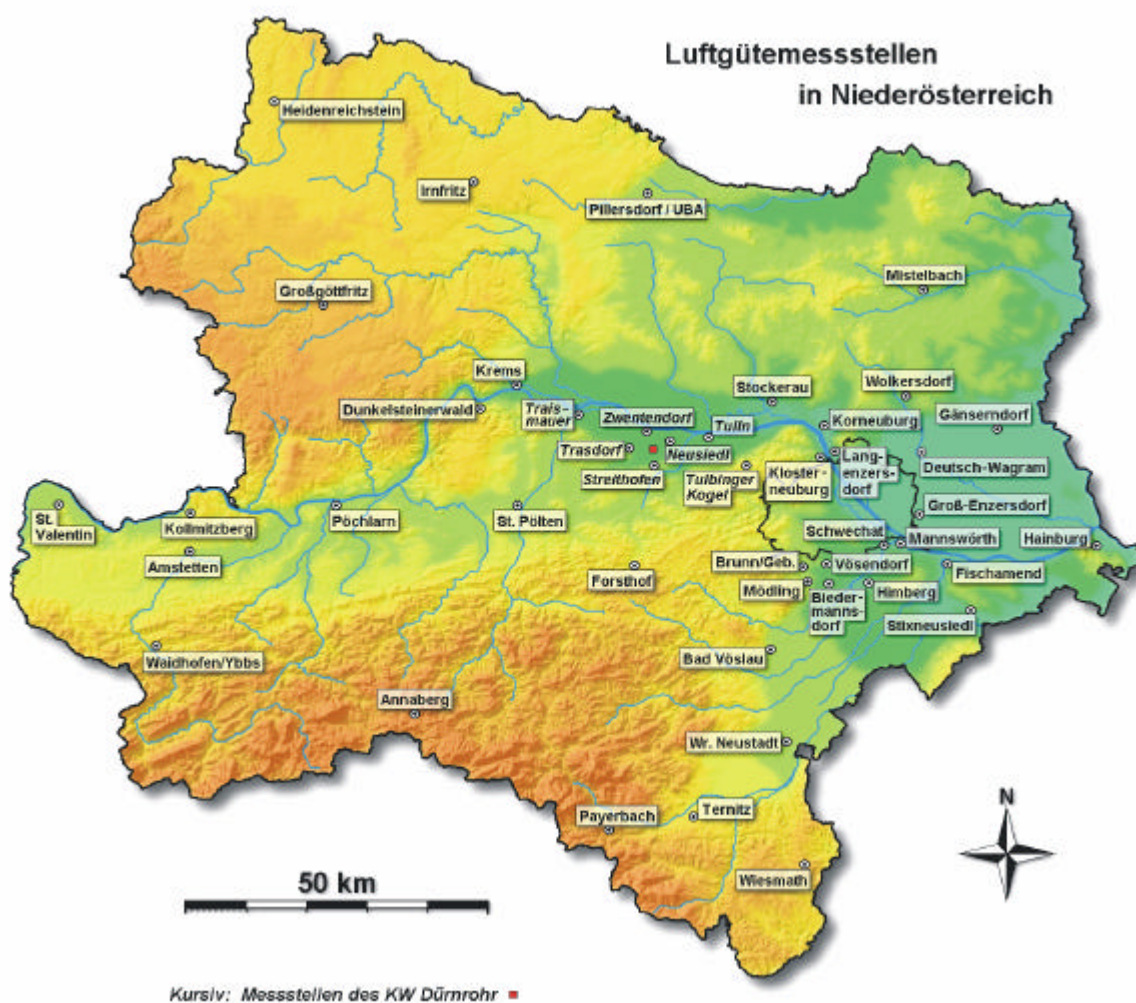 Luftgütemessstellen
in Niederösterreich
Heidenreichstein
Irnfritz
Pillersdorf / UBA
Mistelbach
Großgöttfritz
Krems
Stockerau
Wolkersdorf
Dunkelsteinerwald
Trais-
mauer
Zwentendorf
Tulln
Korneuburg
Gänserndorf
Trasdorf
Neusiedl
Streithofen
Tulbinger
Kogel
Kloster-
neuburg
Lang-
enzers-
dorf
Deutsch-Wagram
St.
Valentin
Kollmitzberg
Pöchlarn
St. Pölten
Groß-Enzersdorf
Schwechat
Mannswörth
Hainburg
Amstetten
Forsthof
Brunn/Geb.
Vösendorf
Fischamend
Mödling
Bieder-
manns-
dorf
Himberg
Stixneusiedl
Waidhofen/Ybbs
Bad Vöslau
Annaberg
Wr. Neustadt
Payerbach
Ternitz
Wiesmath
N
50 km
Kursiv: Messstellen des KW Dürnrohr